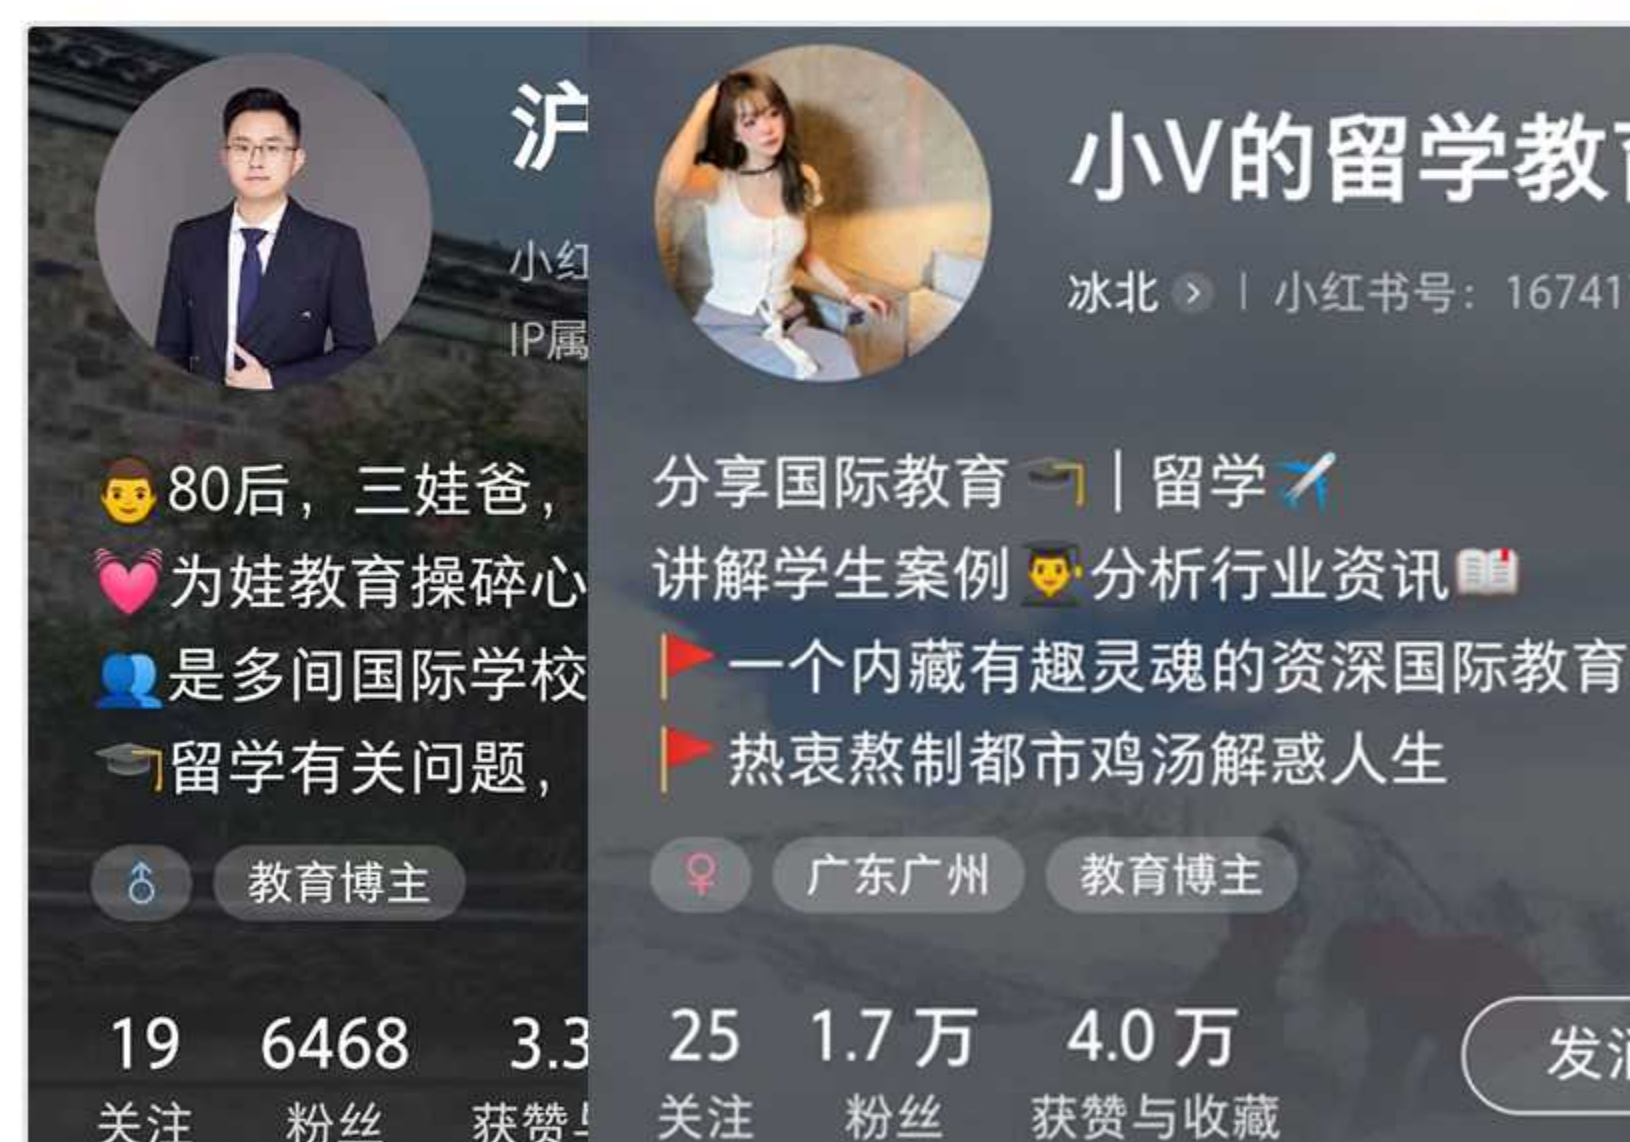 沪
小红
IP属
80后，三娃爸，
为娃教育操碎心
是多间国际学校
留学有关问题，
♂ 教育博主
19 6468 3.3
关注 粉丝 获赞与
小V的留学教育
冰北 > | 小红书号：16741
分享国际教育 | 留学
讲解学生案例 分析行业资讯
一个内藏有趣灵魂的资深国际教育
热衷熬制都市鸡汤解惑人生
♀ 广东广州 教育博主
25 1.7万 4.0万
关注 粉丝 获赞与收藏
发消